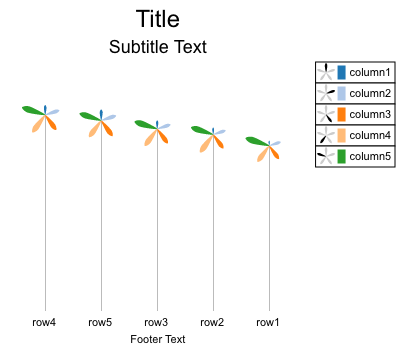 Title
Subtitle Text
column1
column2
column3
column4
column5
row4 row5 row3 row2 row1
Footer Text